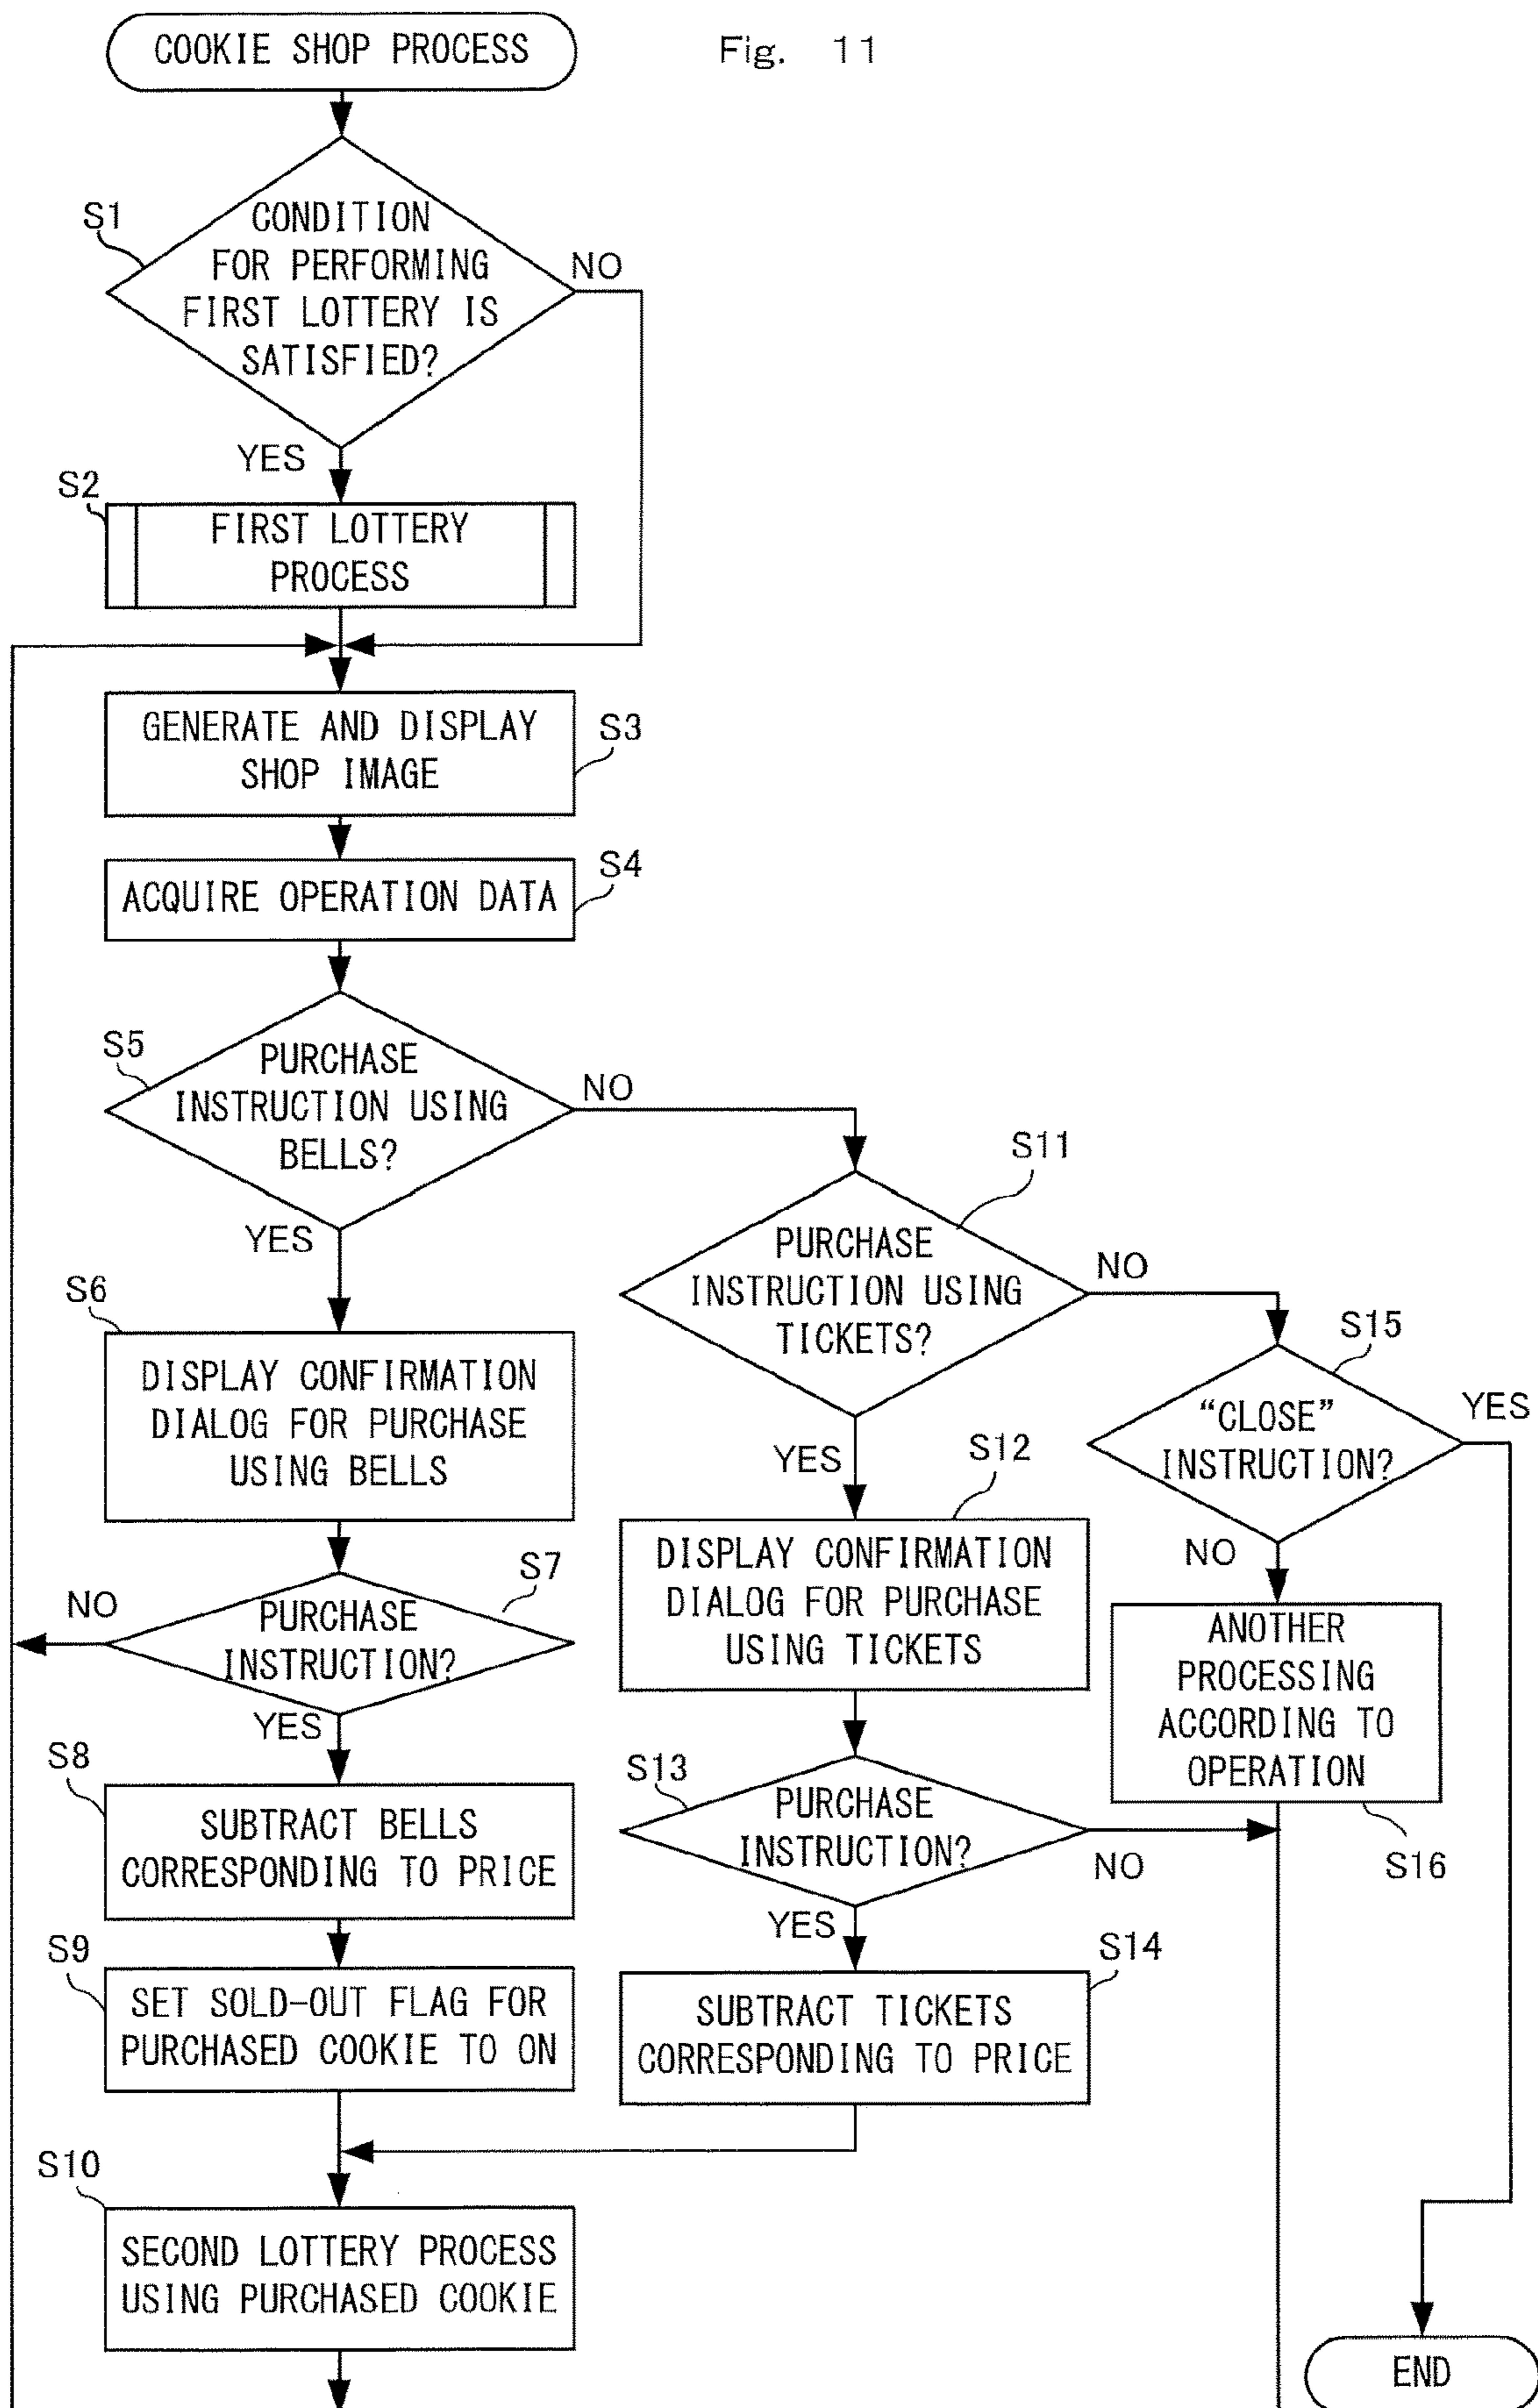 COOKIE SHOP PROCESS
Fig. 11
S1
CONDITION
FOR PERFORMING
FIRST LOTTERY IS
SATISFIED?
NO
YES
S2
FIRST LOTTERY
PROCESS
GENERATE AND DISPLAY
SHOP IMAGE
S3
ACQUIRE OPERATION DATA
S4
S5
PURCHASE
INSTRUCTION USING
BELLS?
NO
YES
S11
PURCHASE
INSTRUCTION USING
TICKETS?
NO
YES
S6
DISPLAY CONFIRMATION
DIALOG FOR PURCHASE
USING BELLS
S15
“CLOSE”
INSTRUCTION?
YES
NO
S12
DISPLAY CONFIRMATION
DIALOG FOR PURCHASE
USING TICKETS
S7
NO
PURCHASE
INSTRUCTION?
YES
ANOTHER
PROCESSING
ACCORDING TO
OPERATION
S16
S8
SUBTRACT BELLS
CORRESPONDING TO PRICE
S13
PURCHASE
INSTRUCTION?
NO
YES
S9
SET SOLD-OUT FLAG FOR
PURCHASED COOKIE TO ON
S14
SUBTRACT TICKETS
CORRESPONDING TO PRICE
S10
SECOND LOTTERY PROCESS
USING PURCHASED COOKIE
END